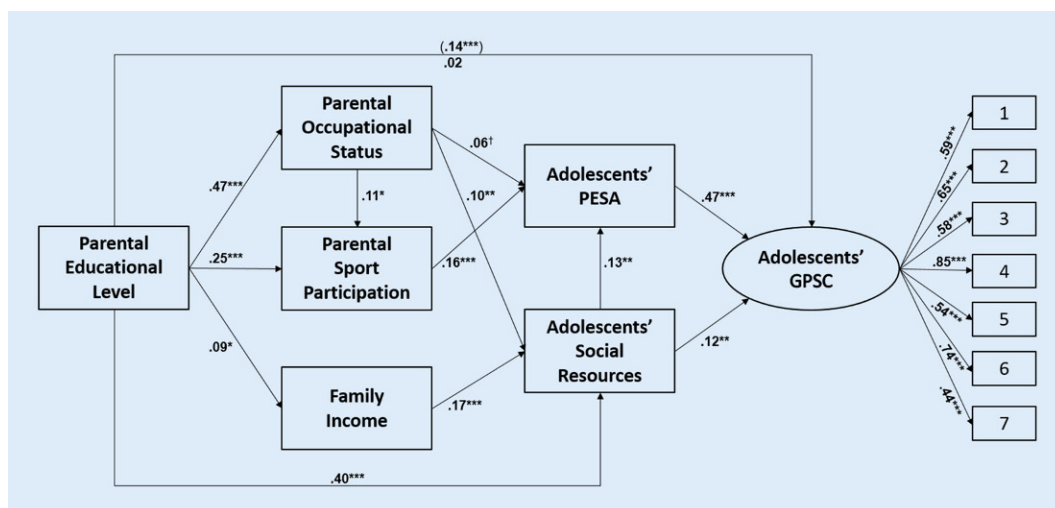 (.14***)
.02
Parental
Occupational
Status
.06†
.10**
.47***
.11*
Adolescents'
PESA
.47***
Parental
Educational
Level
.25***
Parental
Sport
Participation
.16***
.13**
Adolescents'
GPSC
.09*
Adolescents'
Social
Resources
.12**
Family
Income
.17***
.40***
.59***
1
.65***
2
.58***
3
.85***
4
.54***
5
.74***
6
.44***
7